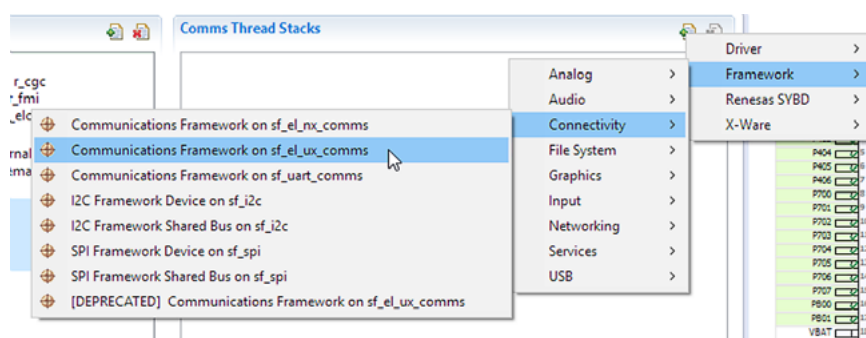 Comms Thread Stacks
r_cgc
_fmi
Driver
Framework
Renesas SYBD
X-Ware
Analog
Audio
Connectivity
File System
Graphics
Input
Networking
Services
USB
Communications Framework on sf_el_nx_comms
Communications Framework on sf_el_ux_comms
Communications Framework on sf_uart_comms
I2C Framework Device on sf_i2c
I2C Framework Shared Bus on sf_i2c
SPI Framework Device on sf_spi
SPI Framework Shared Bus on sf_spi
[DEPRECATED] Communications Framework on sf_el_ux_comms
P404
P405
P406
P700
P701
P702
P703
P704
P705
P706
P707
P800
P801
VBAT